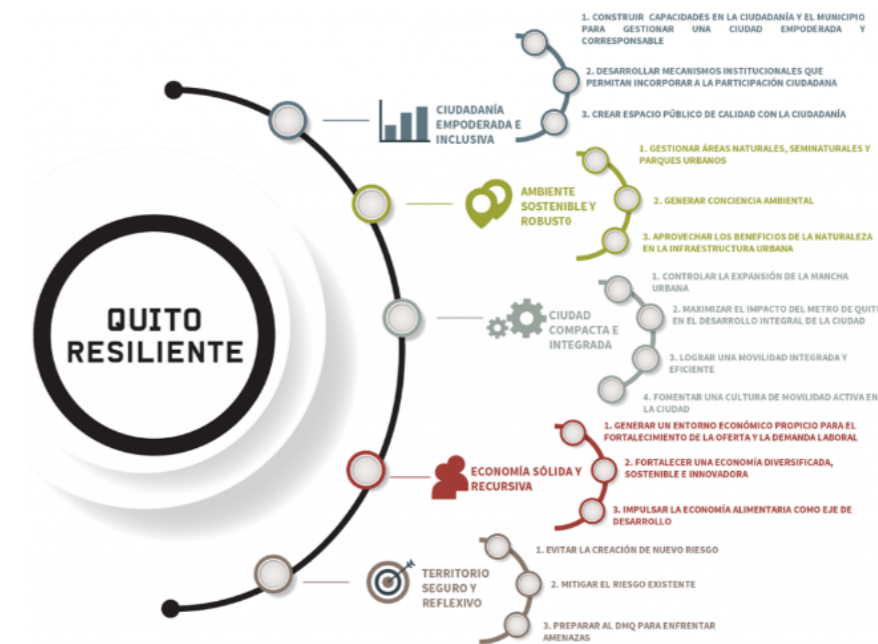 QUITO
RESILIENTE
CIUDADANÍA
EMPODERADA E
INCLUSIVA
1. CONSTRUIR CAPACIDADES EN LA CIUDADANÍA Y EL MUNICIPIO
PARA GESTIONAR UNA CIUDAD EMPODERADA Y
CORRESPONSABLE
2. DESARROLLAR MECANISMOS INSTITUCIONALES QUE
PERMITAN INCORPORAR A LA PARTICIPACIÓN CIUDADANA
3. CREAR ESPACIO PÚBLICO DE CALIDAD CON LA CIUDADANÍA
AMBIENTE
SOSTENIBLE Y
ROBUST0
1. GESTIONAR ÁREAS NATURALES, SEMINATURALES Y
PARQUES URBANOS
2. GENERAR CONCIENCIA AMBIENTAL
3. APROVECHAR LOS BENEFICIOS DE LA NATURALEZA
EN LA INFRAESTRUCTURA URBANA
CIUDAD
COMPACTA E
INTEGRADA
1. CONTROLAR LA EXPANSIÓN DE LA MANCHA
URBANA
2. MAXIMIZAR EL IMPACTO DEL METRO DE QUITO
EN EL DESARROLLO INTEGRAL DE LA CIUDAD
3. LOGRAR UNA MOVILIDAD INTEGRADA Y
EFICIENTE
4. FOMENTAR UNA CULTURA DE MOVILIDAD ACTIVA EN
LA CIUDAD
ECONOMÍA SÓLIDA Y
RECURSIVA
1. GENERAR UN ENTORNO ECONÓMICO PROPICIO PARA EL
FORTALECIMIENTO DE LA OFERTA Y LA DEMANDA LABORAL
2. FORTALECER UNA ECONOMÍA DIVERSIFICADA,
SOSTENIBLE E INNOVADORA
3. IMPULSAR LA ECONOMÍA ALIMENTARIA COMO EJE DE
DESARROLLO
TERRITORIO
SEGURO Y
REFLEXIVO
1. EVITAR LA CREACIÓN DE NUEVO RIESGO
2. MITIGAR EL RIESGO EXISTENTE
3. PREPARAR AL DMQ PARA ENFRENTAR
AMENAZAS